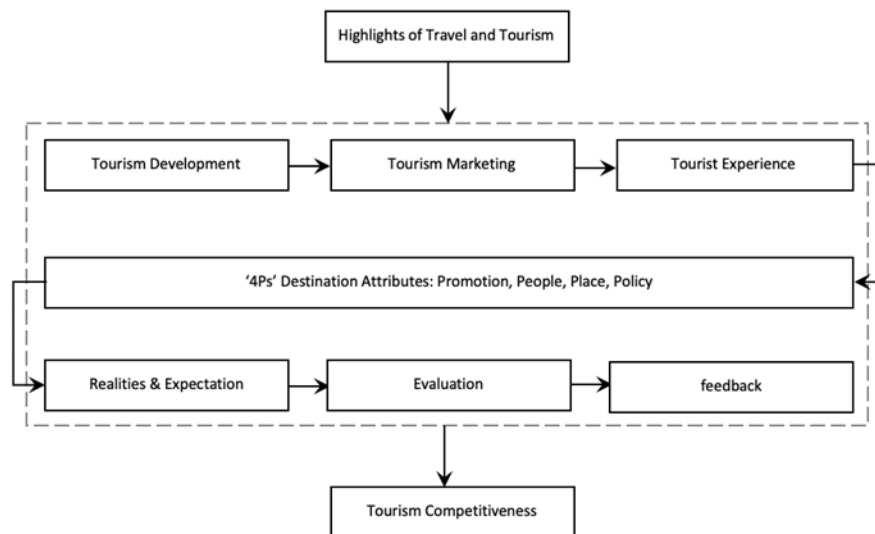 Highlights of Travel and Tourism
Tourism Development
Tourism Marketing
Tourist Experience
‘4Ps’ Destination Attributes: Promotion, People, Place, Policy
Realities & Expectation
Evaluation
feedback
Tourism Competitiveness